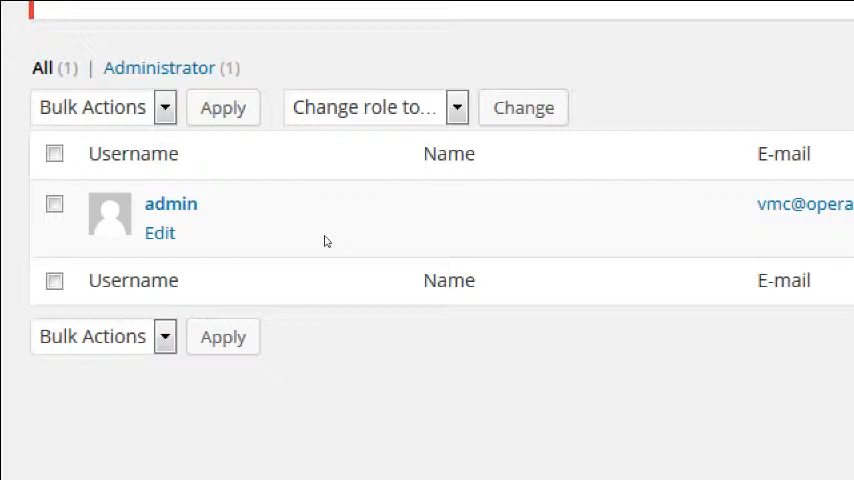 All (1) | Administrator (1)
Bulk Actions Apply Change role to... Change
Username Name E-mail
admin vmc@opera
Edit
Username Name E-mail
Bulk Actions Apply